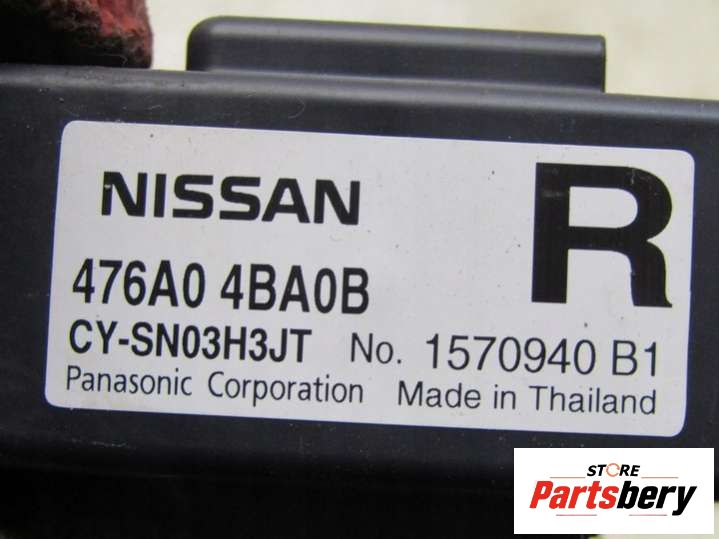 NISSAN
R
476A0 4BA0B
CY-SN03H3JT No. 1570940 B1
Panasonic Corporation Made in Thailand
STORE
Partsbery